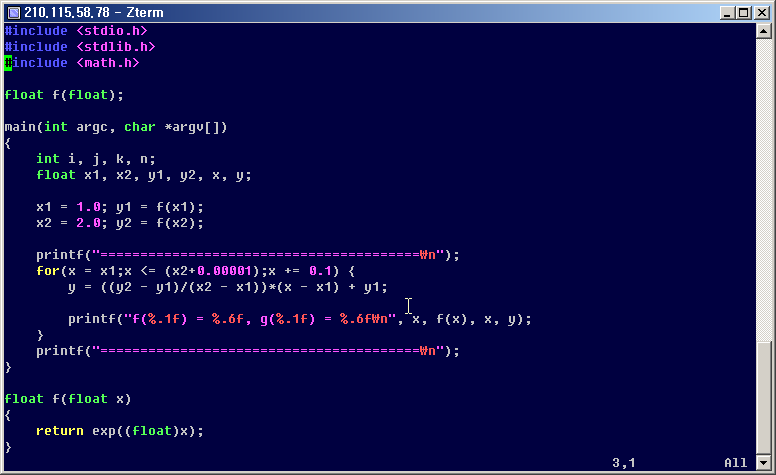 210.115.58.78 - Zterm
#include <stdio.h>
#include <stdlib.h>
#include <math.h>
float f(float);
main(int argc, char *argv[])
{
    int i, j, k, n;
    float x1, x2, y1, y2, x, y;
    x1 = 1.0; y1 = f(x1);
    x2 = 2.0; y2 = f(x2);
    printf("========================================₩n");
    for(x = x1;x <= (x2+0.00001);x += 0.1) {
        y = ((y2 - y1)/(x2 - x1))*(x - x1) + y1;
        printf("f(%.1f) = %.6f, g(%.1f) = %.6f₩n", x, f(x), x, y);
    }
    printf("========================================₩n");
}
float f(float x)
{
    return exp((float)x);
}
3,1 All